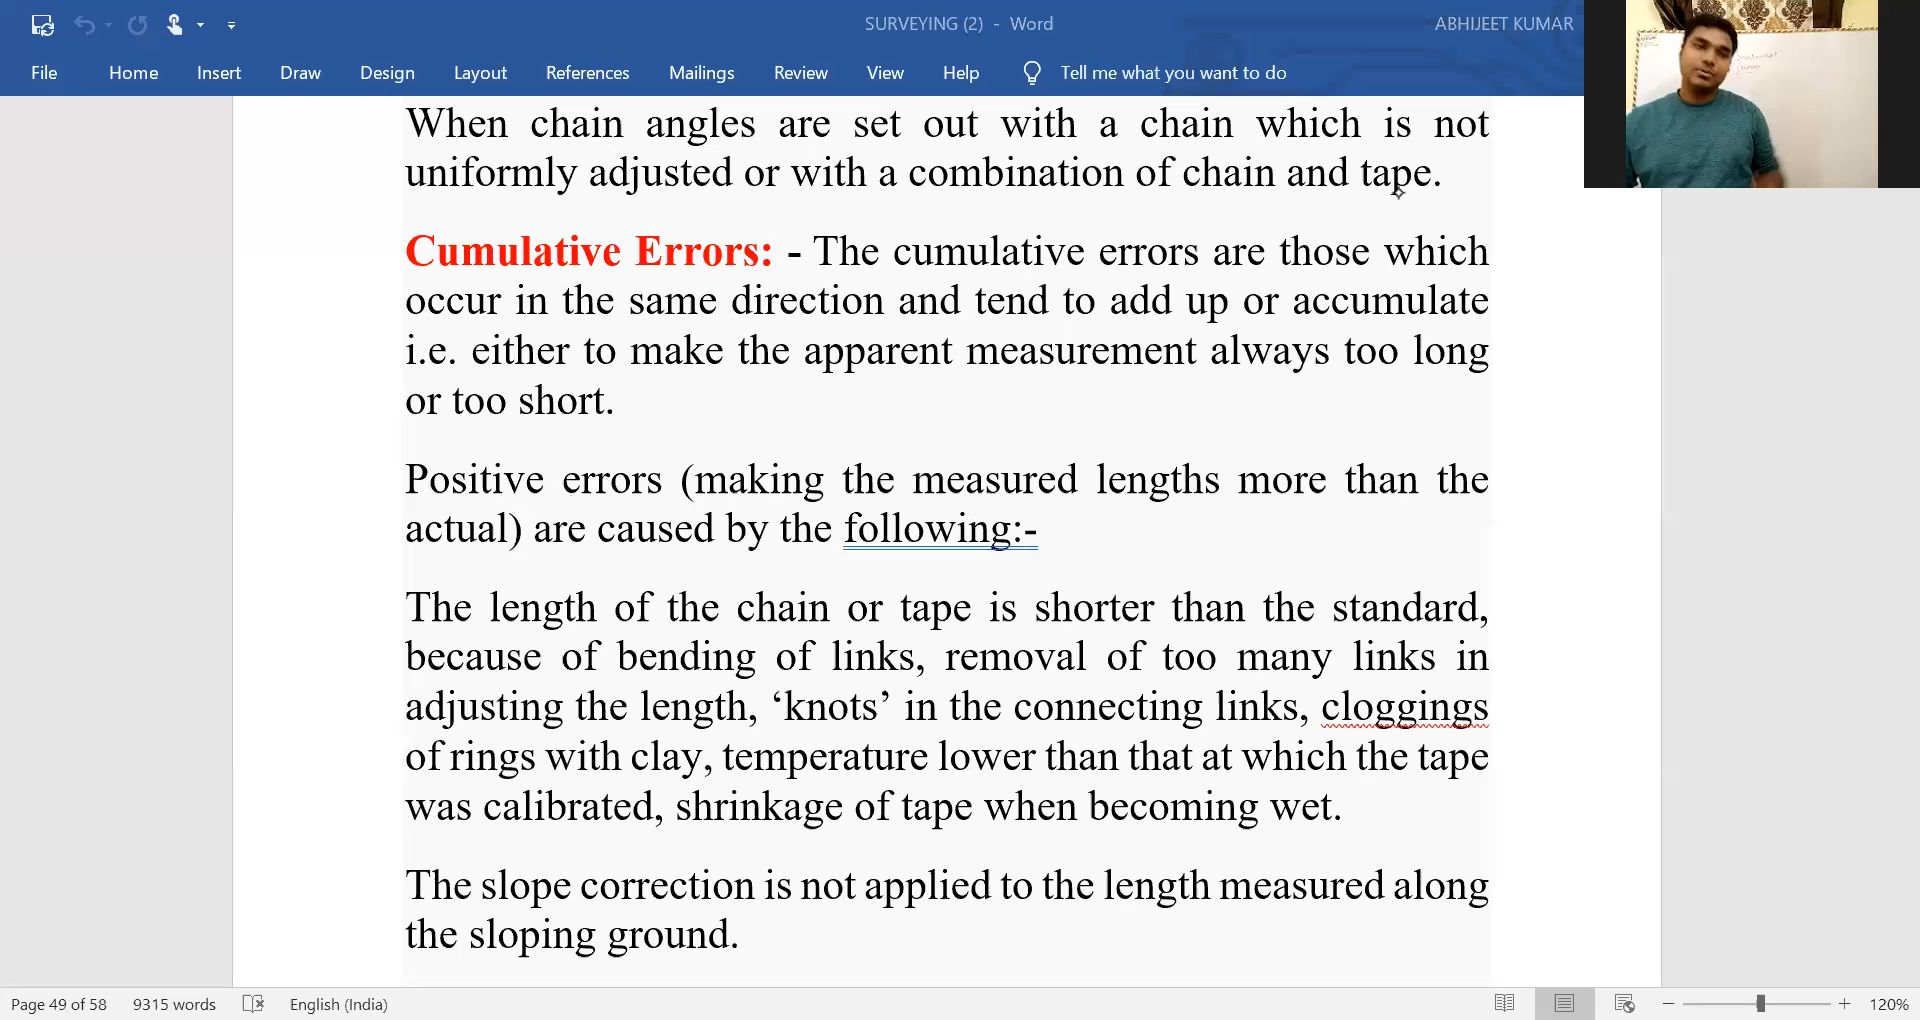 SURVEYING (2) - Word
ABHIJEET KUMAR
File Home Insert Draw Design Layout References Mailings Review View Help Tell me what you want to do
When chain angles are set out with a chain which is not
uniformly adjusted or with a combination of chain and tape.
Cumulative Errors: - The cumulative errors are those which
occur in the same direction and tend to add up or accumulate
i.e. either to make the apparent measurement always too long
or too short.
Positive errors (making the measured lengths more than the
actual) are caused by the following:-
The length of the chain or tape is shorter than the standard,
because of bending of links, removal of too many links in
adjusting the length, ‘knots’ in the connecting links, cloggings
of rings with clay, temperature lower than that at which the tape
was calibrated, shrinkage of tape when becoming wet.
The slope correction is not applied to the length measured along
the sloping ground.
Page 49 of 58 9315 words English (India) 120%